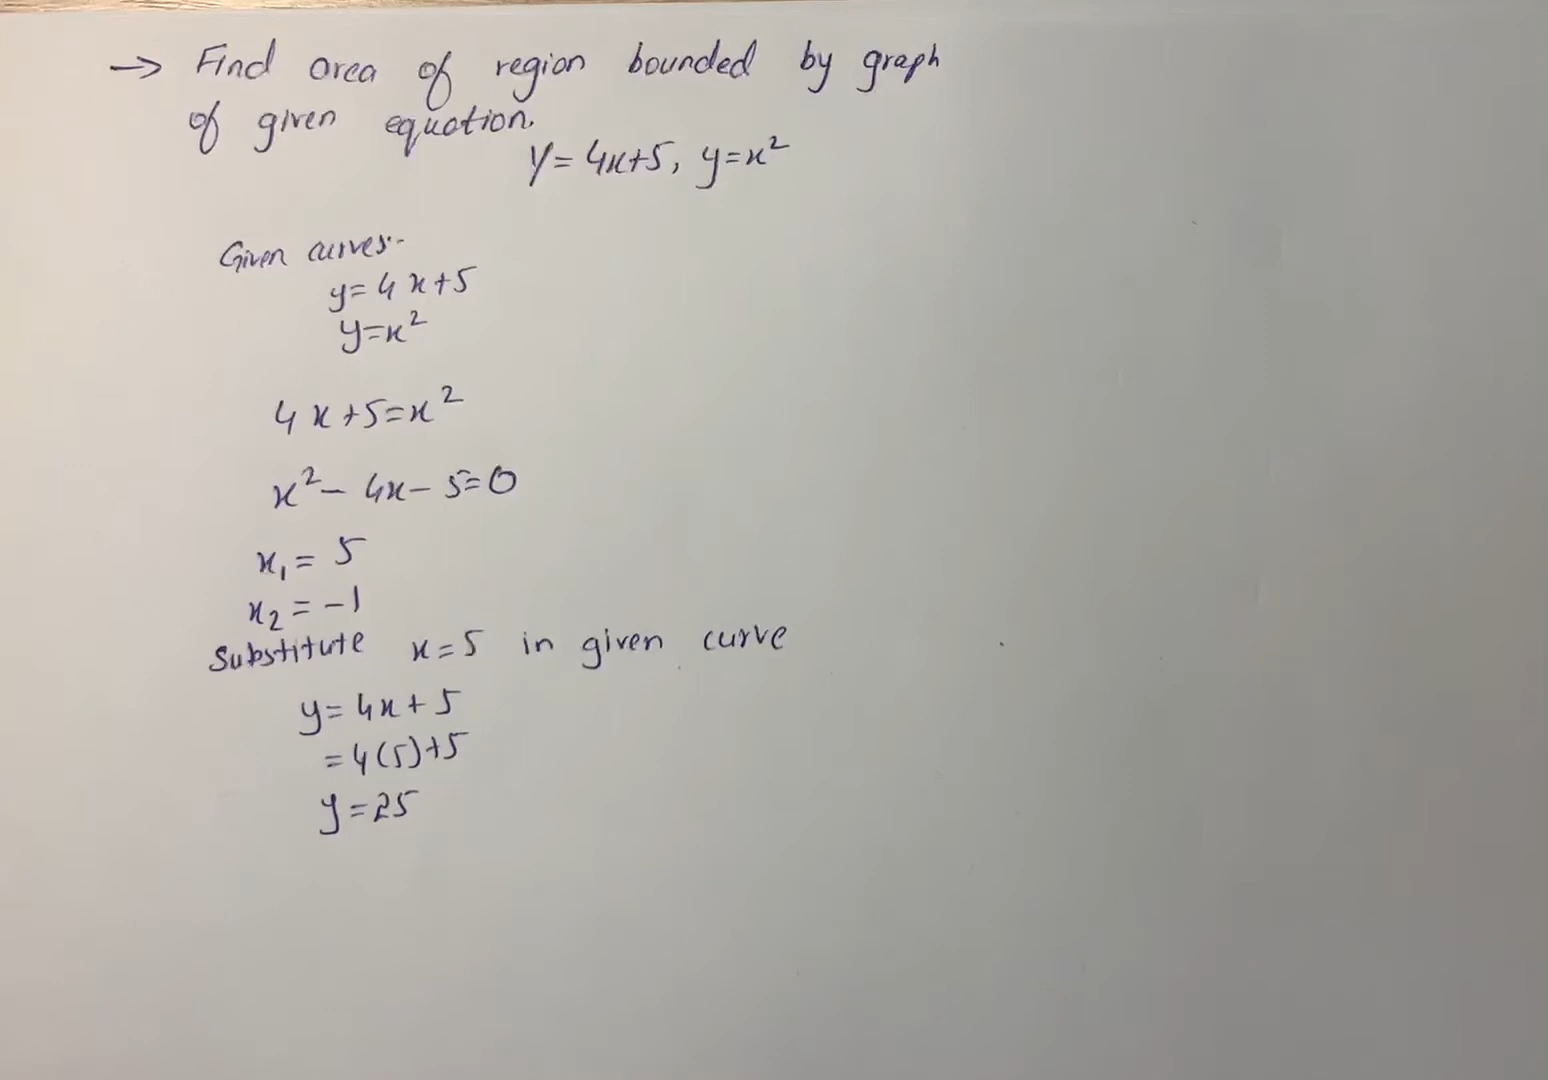 → Find area of region bounded by graph
of given equation.
y = 4x+5, y=x²
Given curves:-
y= 4x+5
y=x²
4x+5=x²
x²- 4x- 5=0
x₁ = 5
x₂ = -1
Substitute x=5 in given curve
y= 4x+5
=4(5)+5
y=25